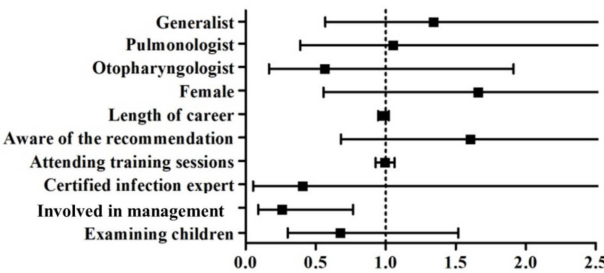 Generalist
Pulmonologist
Otopharyngologist
Female
Length of career
Aware of the recommendation
Attending training sessions
Certified infection expert
Involved in management
Examining children
0.0 0.5 1.0 1.5 2.0 2.5